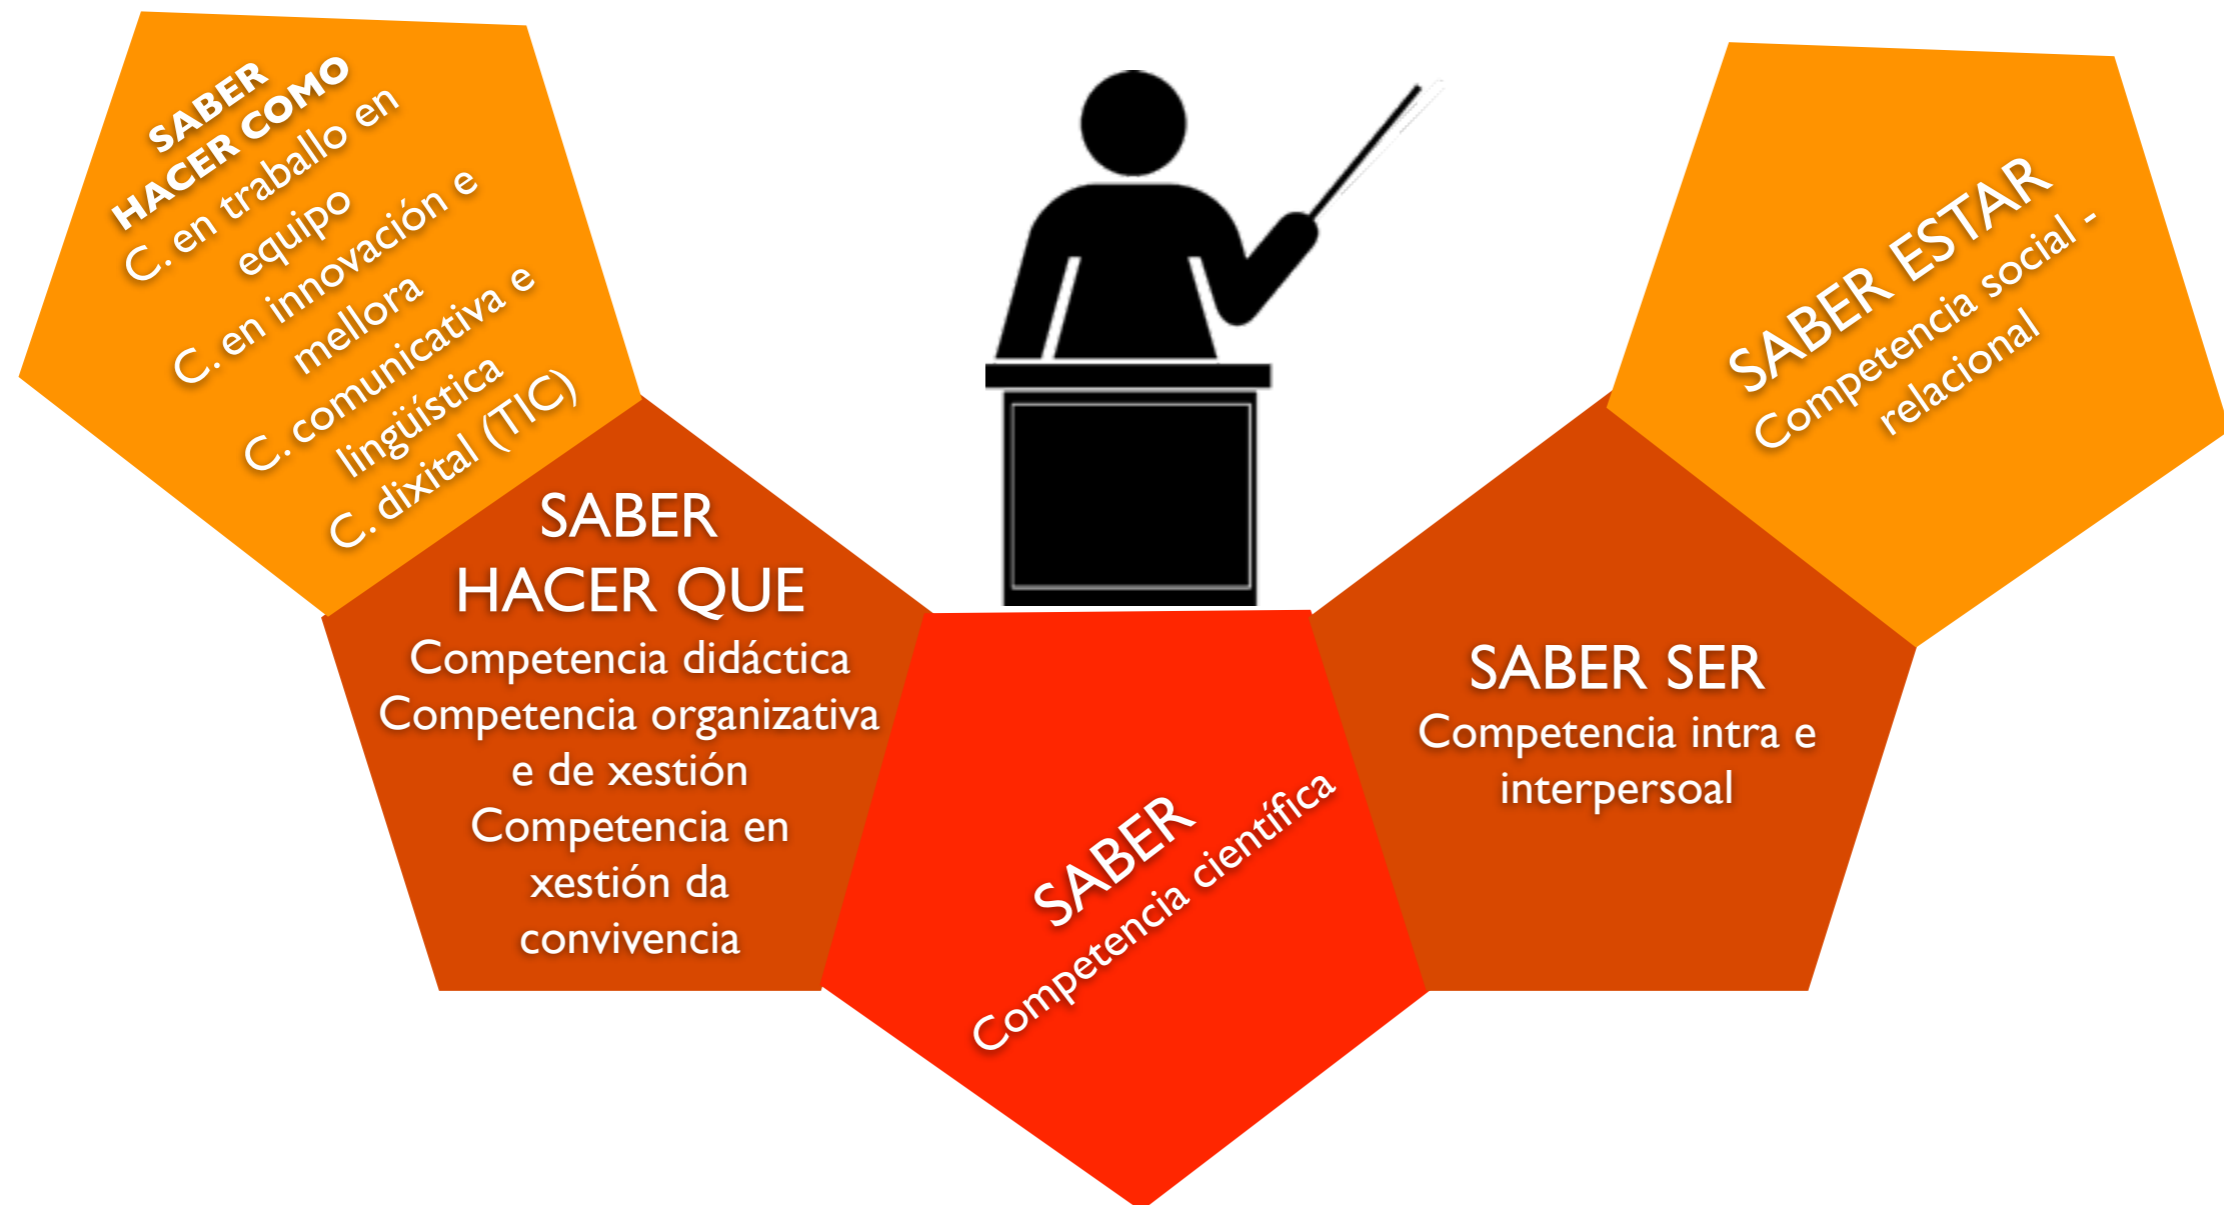 SABER
HACER COMO
C. en traballo en
equipo
C. en innovación e
mellora
C. comunicativa e
lingüística
C. dixital (TIC)
SABER
HACER QUE
Competencia didáctica
Competencia organizativa
e de xestión
Competencia en
xestión da
convivencia
SABER
Competencia científica
SABER SER
Competencia intra e
interpersoal
SABER ESTAR
Competencia social -
relacional